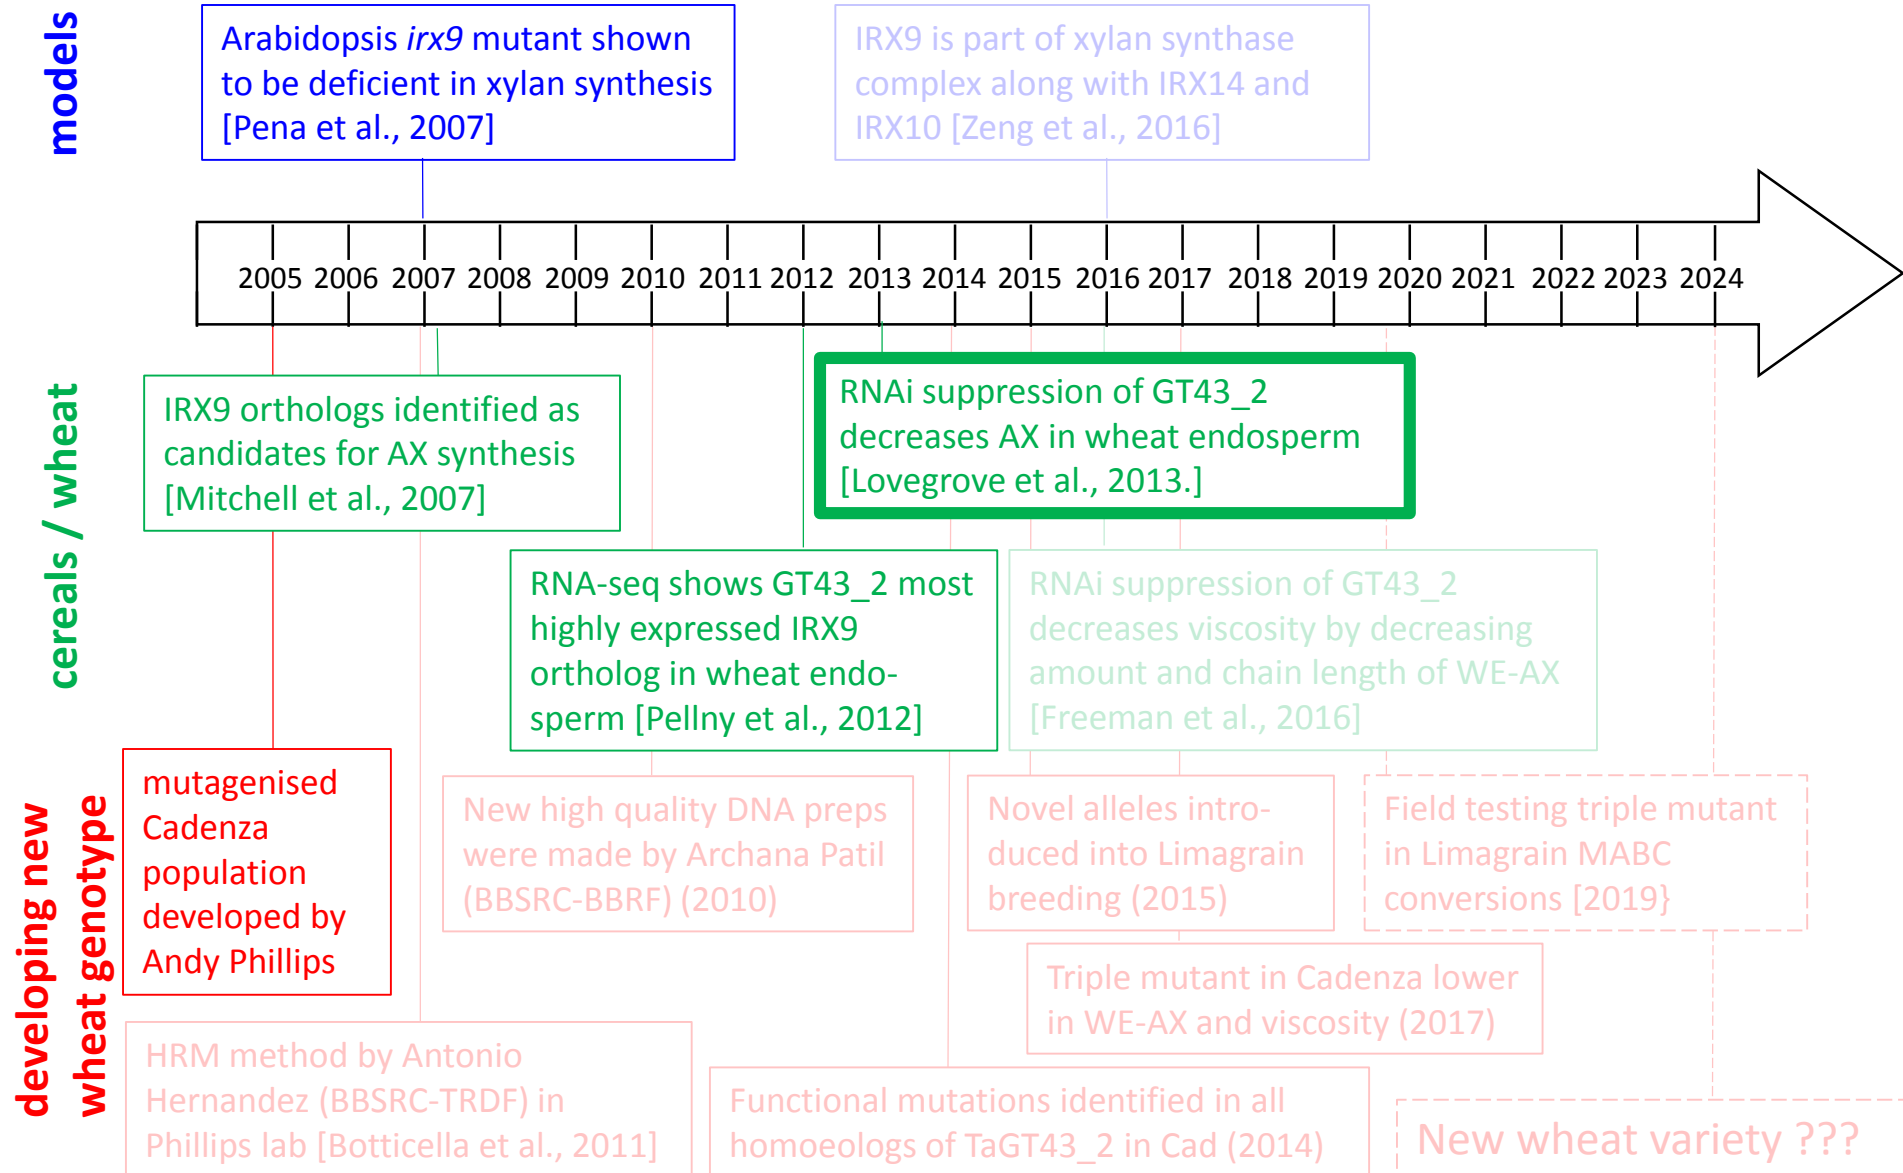 models
Arabidopsis irx9 mutant shown
to be deficient in xylan synthesis
[Pena et al., 2007]
IRX9 is part of xylan synthase
complex along with IRX14 and
IRX10 [Zeng et al., 2016]
2005 2006 2007 2008 2009 2010 2011 2012 2013 2014 2015 2016 2017 2018 2019 2020 2021 2022 2023 2024
cereals / wheat
IRX9 orthologs identified as
candidates for AX synthesis
[Mitchell et al., 2007]
RNAi suppression of GT43_2
decreases AX in wheat endosperm
[Lovegrove et al., 2013.]
RNA-seq shows GT43_2 most
highly expressed IRX9
ortholog in wheat endo-
sperm [Pellny et al., 2012]
RNAi suppression of GT43_2
decreases viscosity by decreasing
amount and chain length of WE-AX
[Freeman et al., 2016]
developing new
wheat genotype
mutagenised
Cadenza
population
developed by
Andy Phillips
New high quality DNA preps
were made by Archana Patil
(BBSRC-BBRF) (2010)
Novel alleles intro-
duced into Limagrain
breeding (2015)
Field testing triple mutant
in Limagrain MABC
conversions [2019}
Triple mutant in Cadenza lower
in WE-AX and viscosity (2017)
HRM method by Antonio
Hernandez (BBSRC-TRDF) in
Phillips lab [Botticella et al., 2011]
Functional mutations identified in all
homoeologs of TaGT43_2 in Cad (2014)
New wheat variety ???